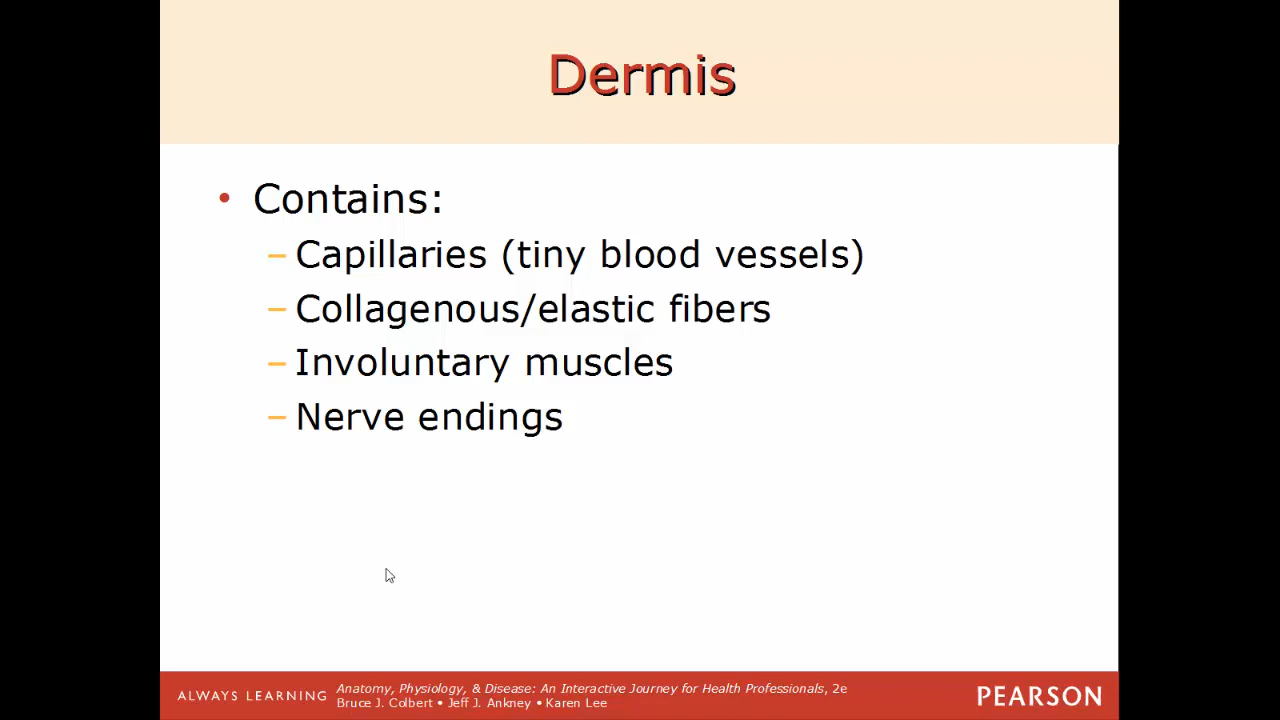 Dermis
• Contains:
– Capillaries (tiny blood vessels)
– Collagenous/elastic fibers
– Involuntary muscles
– Nerve endings
ALWAYS LEARNING
Anatomy, Physiology, & Disease: An Interactive Journey for Health Professionals, 2e
Bruce J. Colbert • Jeff J. Ankney • Karen Lee
PEARSON